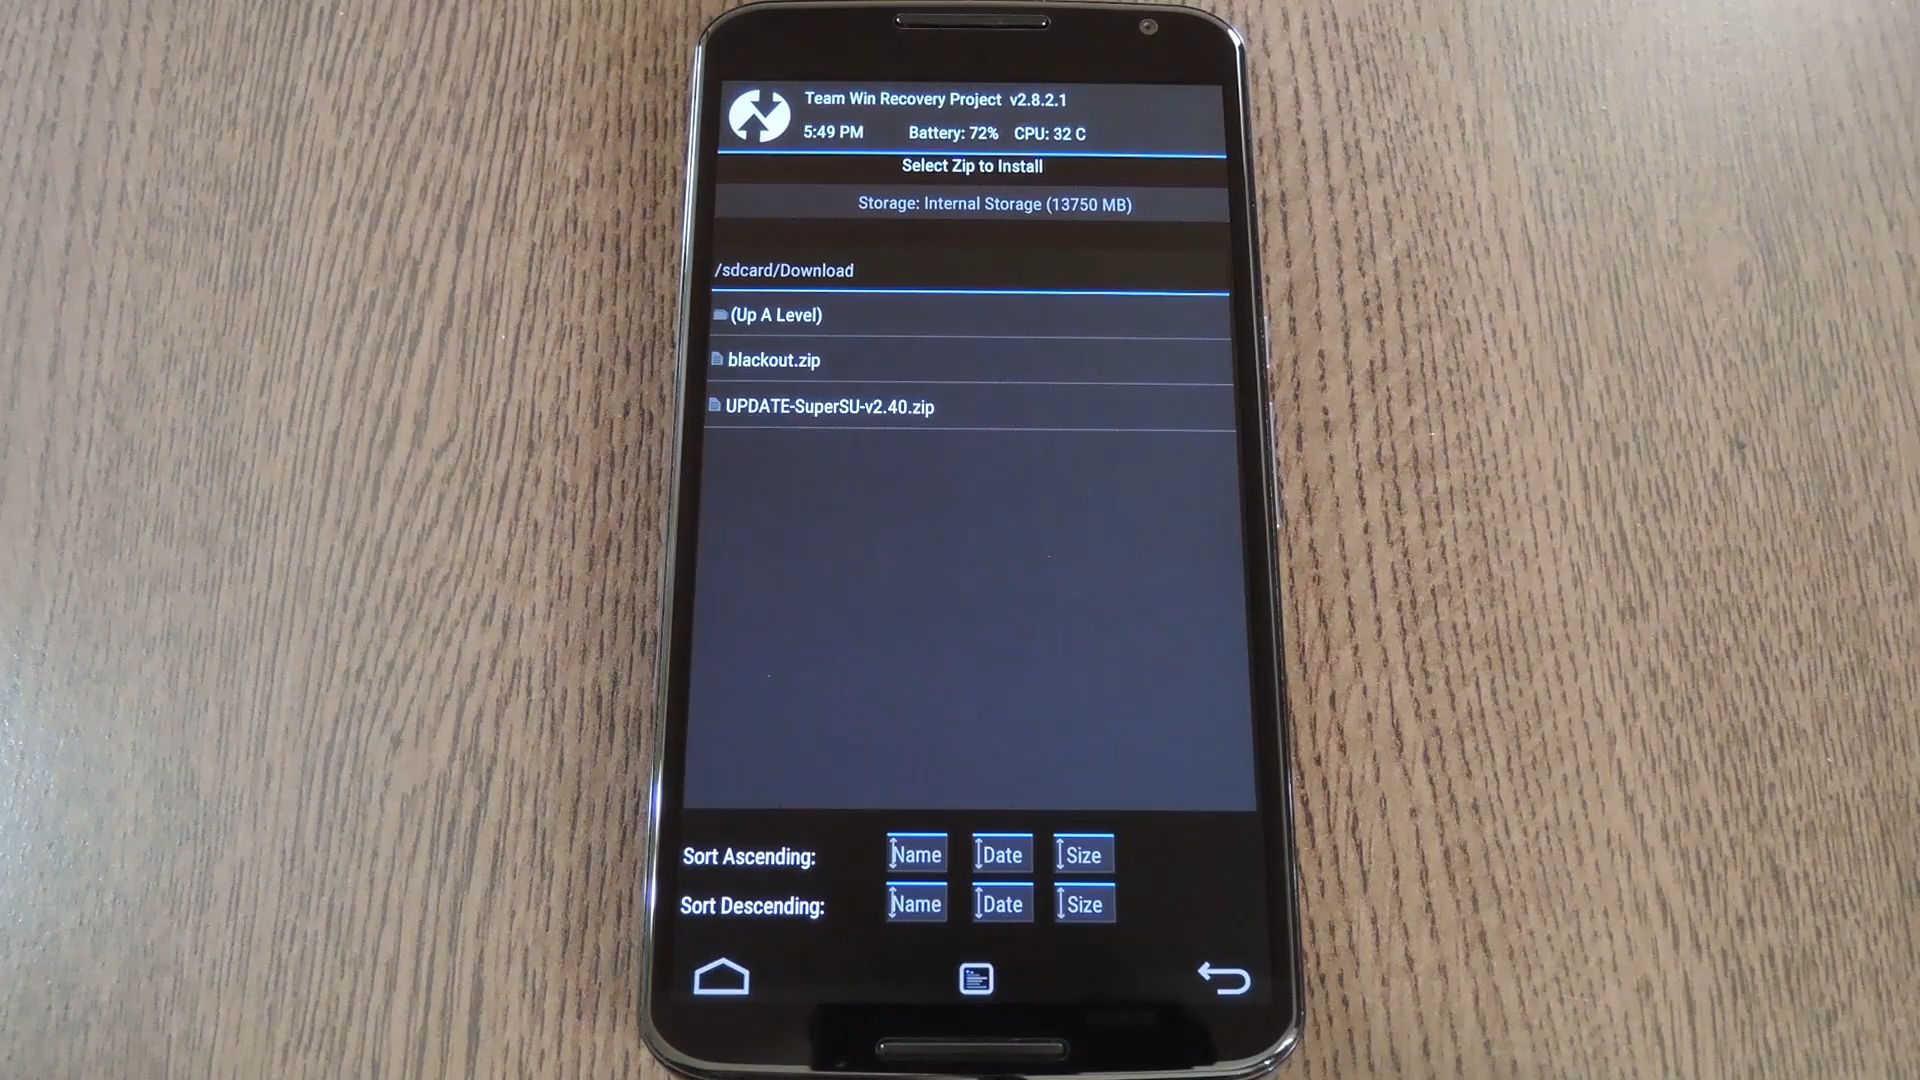 Team Win Recovery Project v2.8.2.1
5:49 PM Battery: 72% CPU: 32 C
Select Zip to Install
Storage: Internal Storage (13750 MB)
/sdcard/Download
(Up A Level)
blackout.zip
UPDATE-SuperSU-v2.40.zip
Sort Ascending: Name Date Size
Sort Descending: Name Date Size